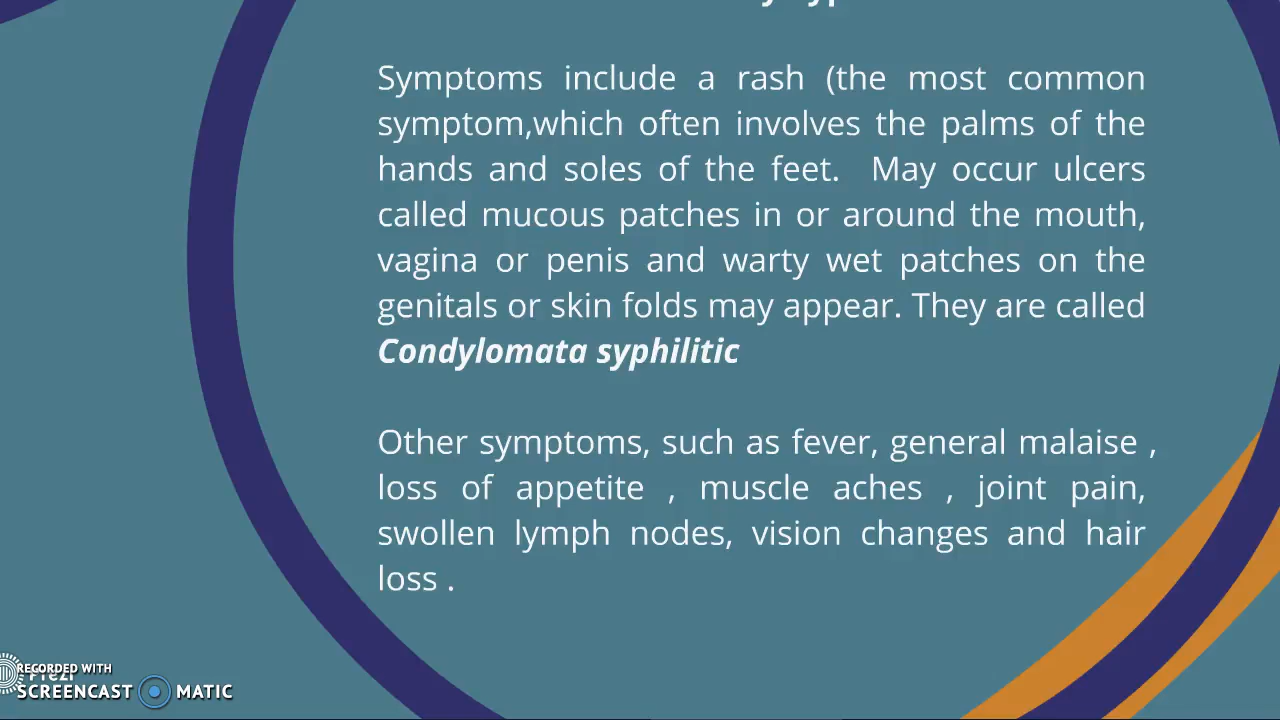 Symptoms include a rash (the most common
symptom,which often involves the palms of the
hands and soles of the feet. May occur ulcers
called mucous patches in or around the mouth,
vagina or penis and warty wet patches on the
genitals or skin folds may appear. They are called
Condylomata syphilitic
Other symptoms, such as fever, general malaise ,
loss of appetite , muscle aches , joint pain,
swollen lymph nodes, vision changes and hair
loss .
RECORDED WITH
Prezi
SCREENCAST MATIC